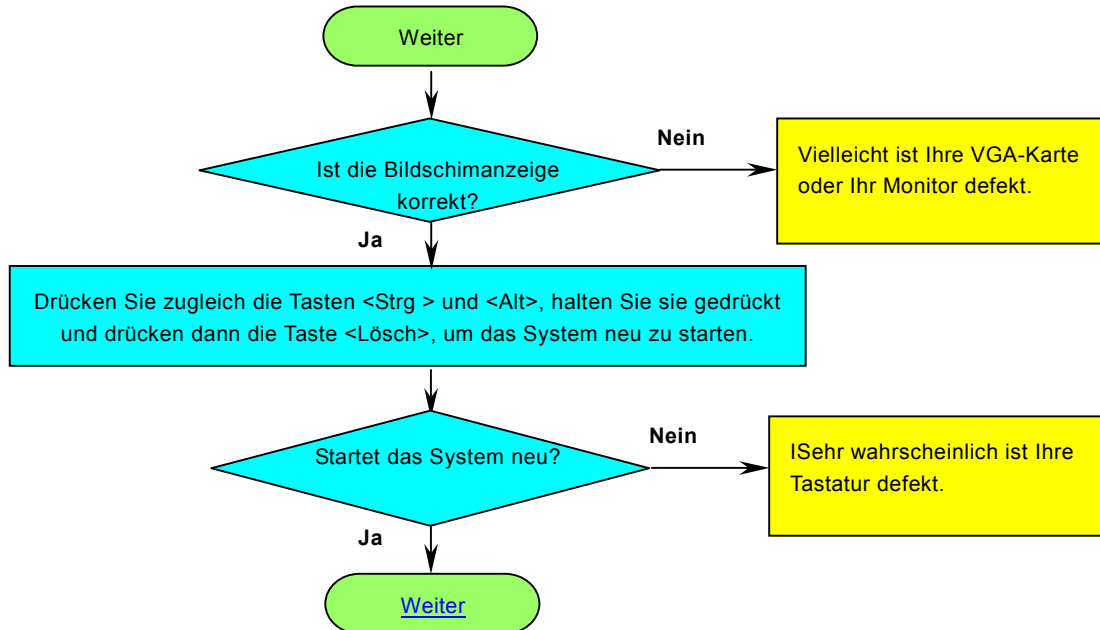 Weiter
Nein
Ist die Bildschimanzeige
korrekt?
Vielleicht ist Ihre VGA-Karte
oder Ihr Monitor defekt.
Ja
Drücken Sie zugleich die Tasten <Strg > und <Alt>, halten Sie sie gedrückt
und drücken dann die Taste <Lösch>, um das System neu zu starten.
Nein
Startet das System neu?
ISehr wahrscheinlich ist Ihre
Tastatur defekt.
Ja
Weiter